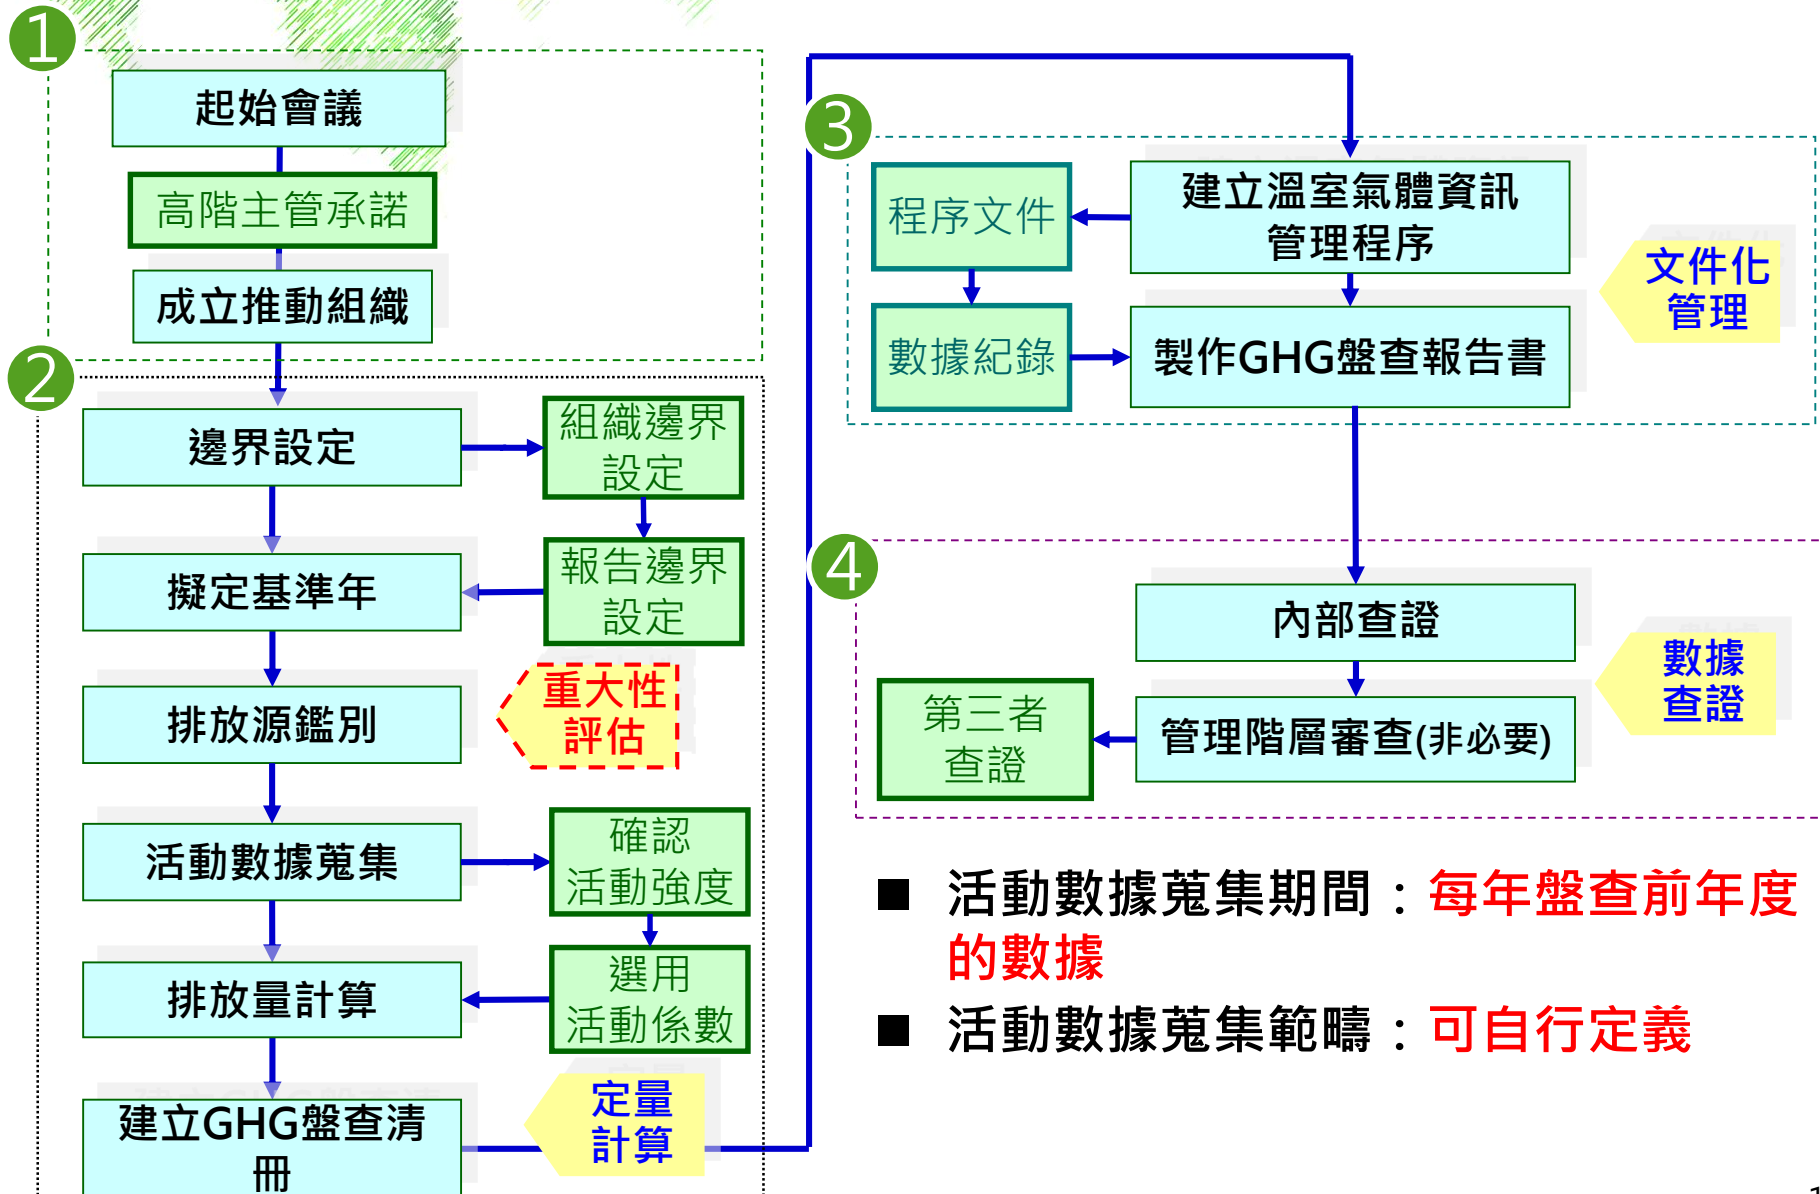 1
起始會議
高階主管承諾
成立推動組織
2
邊界設定
組織邊界
設定
報告邊界
設定
擬定基準年
排放源鑑別
重大性
評估
活動數據蒐集
確認
活動強度
選用
活動係數
排放量計算
建立GHG盤查清
冊
定量
計算
3
建立溫室氣體資訊
管理程序
程序文件
數據紀錄
製作GHG盤查報告書
文件化
管理
4
內部查證
管理階層審查(非必要)
第三者
查證
數據
查證
■ 活動數據蒐集期間：每年盤查前年度
的數據
■ 活動數據蒐集範疇：可自行定義